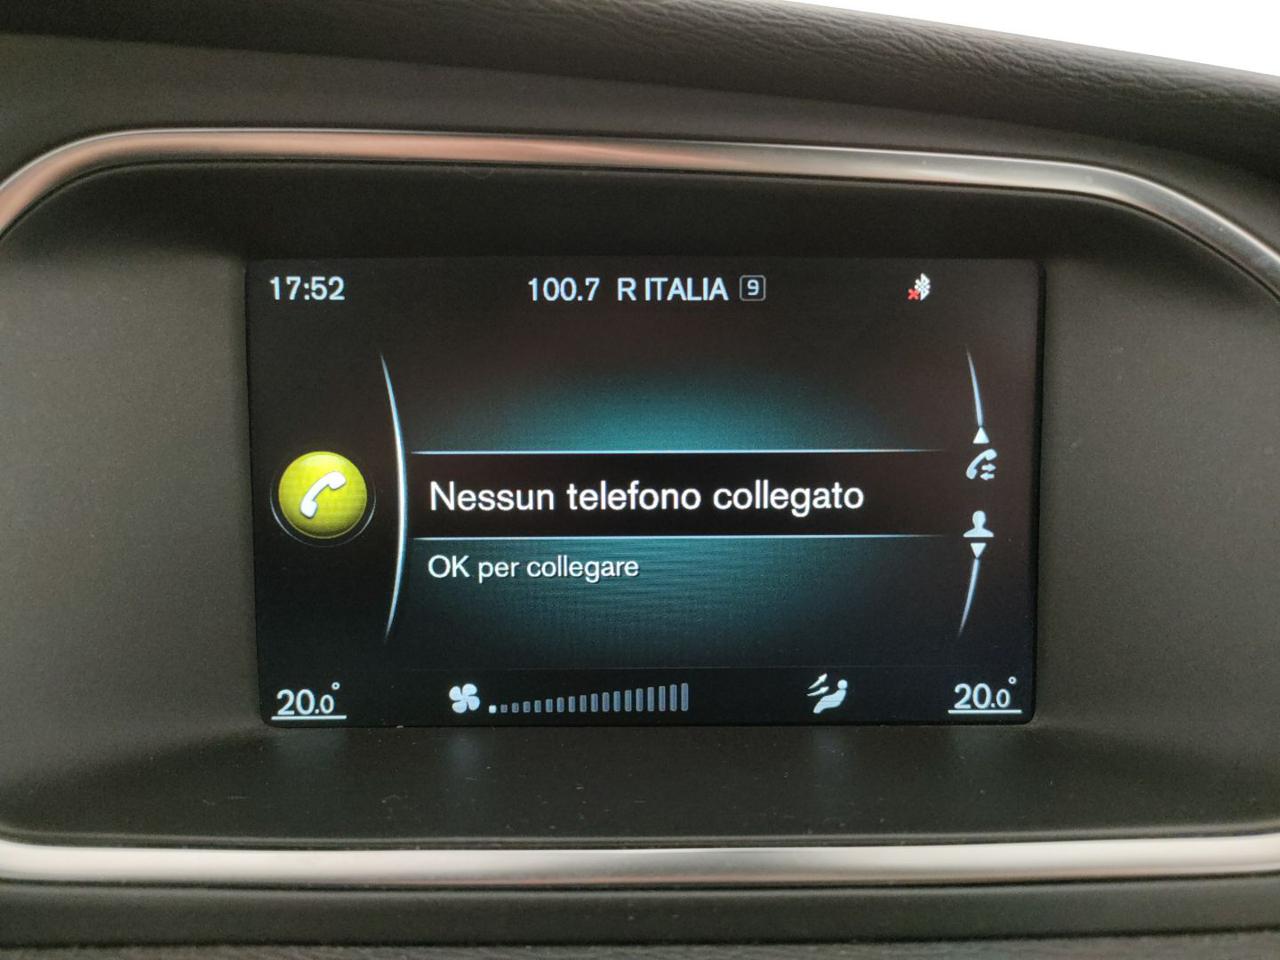 17:52 100.7 R ITALIA 9
Nessun telefono collegato
OK per collegare
20.0° 20.0°